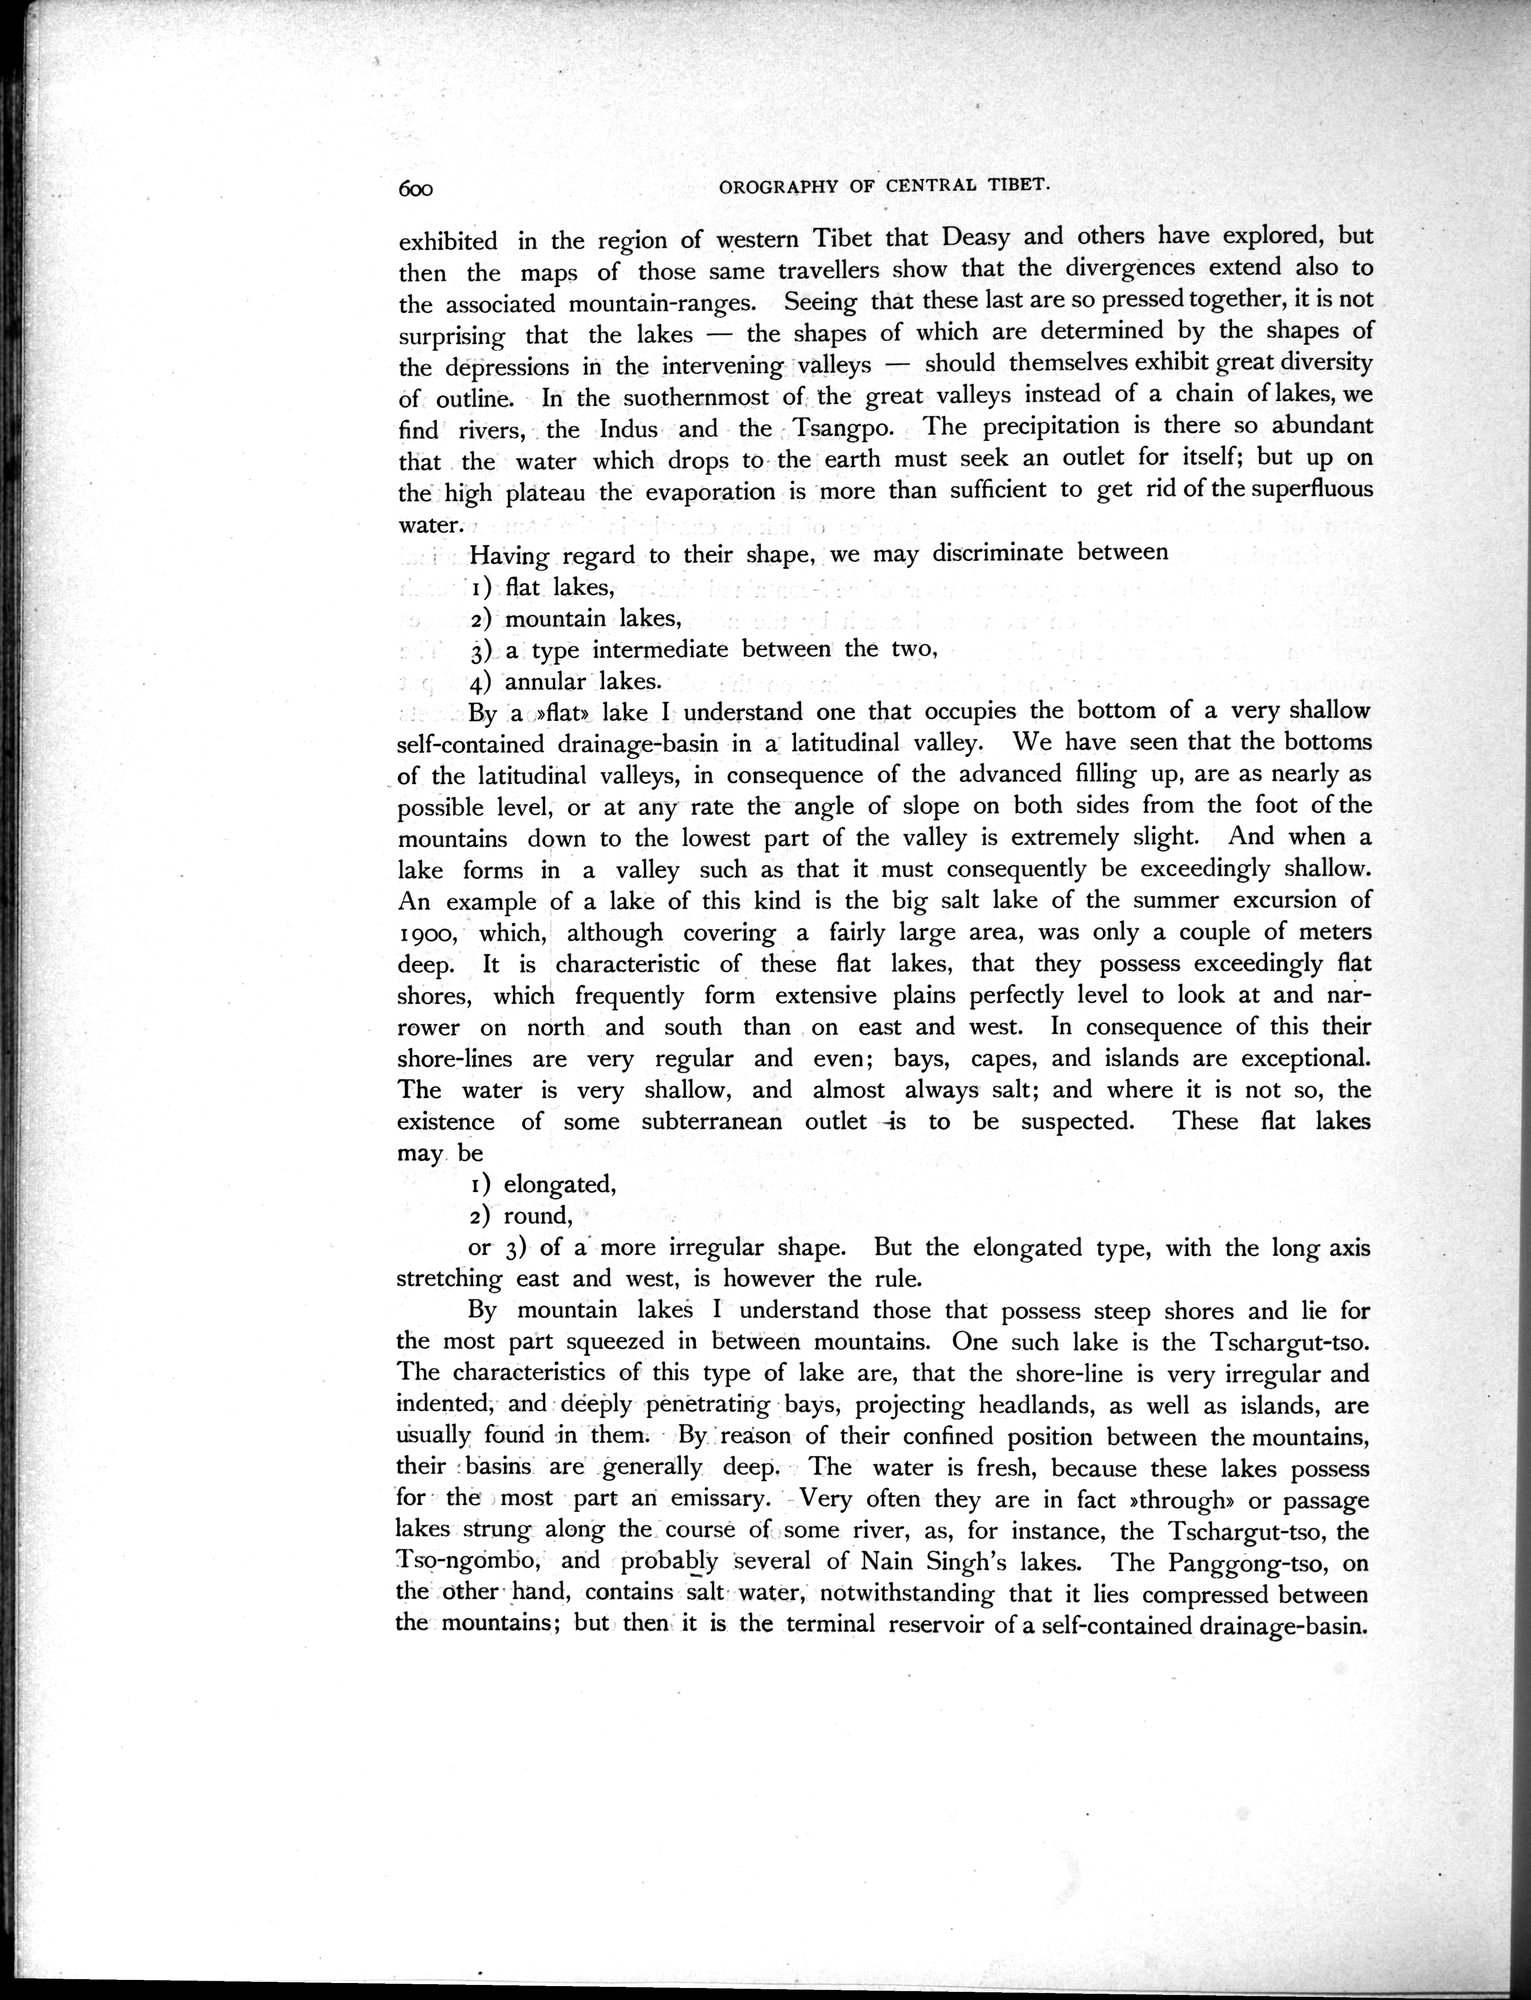 600
OROGRAPHY OF CENTRAL TIBET.
exhibited in the region of western Tibet that Deasy and others have explored, but
then the maps of those same travellers show that the divergences extend also to
the associated mountain-ranges. Seeing that these last are so pressed together, it is not
surprising that the lakes — the shapes of which are determined by the shapes of
the depressions in the intervening valleys — should themselves exhibit great diversity
of outline. In the suothernmost of the great valleys instead of a chain of lakes, we
find rivers, the Indus and the Tsangpo. The precipitation is there so abundant
that the water which drops to the earth must seek an outlet for itself; but up on
the high plateau the evaporation is more than sufficient to get rid of the superfluous
water.
Having regard to their shape, we may discriminate between
1) flat lakes,
2) mountain lakes,
3) a type intermediate between the two,
4) annular lakes.
By a »flat» lake I understand one that occupies the bottom of a very shallow
self-contained drainage-basin in a latitudinal valley. We have seen that the bottoms
of the latitudinal valleys, in consequence of the advanced filling up, are as nearly as
possible level, or at any rate the angle of slope on both sides from the foot of the
mountains down to the lowest part of the valley is extremely slight. And when a
lake forms in a valley such as that it must consequently be exceedingly shallow.
An example of a lake of this kind is the big salt lake of the summer excursion of
1900, which, although covering a fairly large area, was only a couple of meters
deep. It is characteristic of these flat lakes, that they possess exceedingly flat
shores, which frequently form extensive plains perfectly level to look at and nar-
rower on north and south than on east and west. In consequence of this their
shore-lines are very regular and even; bays, capes, and islands are exceptional.
The water is very shallow, and almost always salt; and where it is not so, the
existence of some subterranean outlet is to be suspected. These flat lakes
may be
1) elongated,
2) round,
or 3) of a more irregular shape. But the elongated type, with the long axis
stretching east and west, is however the rule.
By mountain lakes I understand those that possess steep shores and lie for
the most part squeezed in between mountains. One such lake is the Tschargut-tso.
The characteristics of this type of lake are, that the shore-line is very irregular and
indented, and deeply penetrating bays, projecting headlands, as well as islands, are
usually found in them. By reason of their confined position between the mountains,
their basins are generally deep. The water is fresh, because these lakes possess
for the most part an emissary. Very often they are in fact »through» or passage
lakes strung along the course of some river, as, for instance, the Tschargut-tso, the
Tso-ngombo, and probably several of Nain Singh's lakes. The Panggong-tso, on
the other hand, contains salt water, notwithstanding that it lies compressed between
the mountains; but then it is the terminal reservoir of a self-contained drainage-basin.